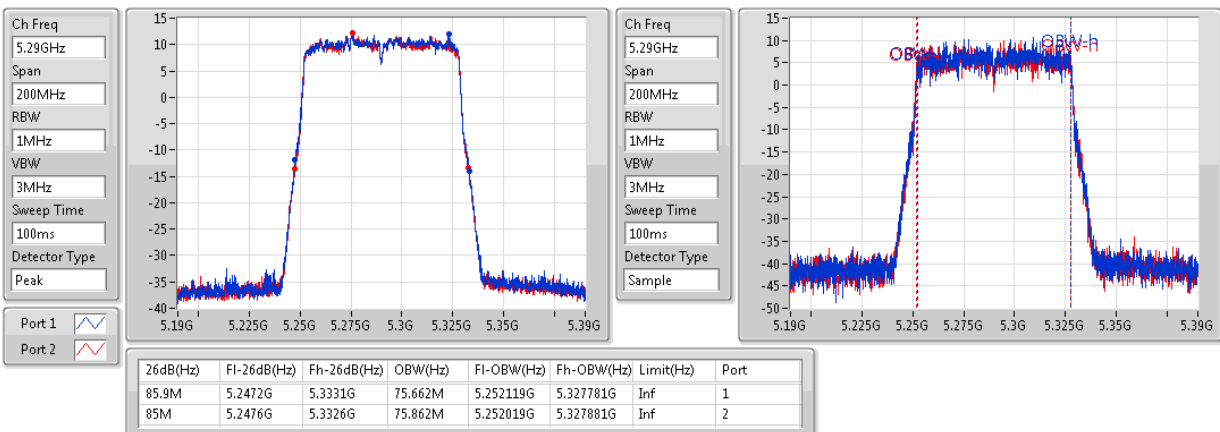 Ch Freq
5.29GHz
Span
200MHz
RBW
1MHz
VBW
3MHz
Sweep Time
100ms
Detector Type
Peak
Port 1
Port 2
15-
10-
5-
0-
-5-
-10-
-15-
-20-
-25-
-30-
-35-
-40-
5.19G 5.225G 5.25G 5.275G 5.3G 5.325G 5.35G 5.39G
Ch Freq
5.29GHz
Span
200MHz
RBW
1MHz
VBW
3MHz
Sweep Time
100ms
Detector Type
Sample
15-
10-
5-
0-
-5-
-10-
-15-
-20-
-25-
-30-
-35-
-40-
-45-
-50-
OBW-h
5.19G 5.225G 5.25G 5.275G 5.3G 5.325G 5.35G 5.39G
26dB(Hz) Fl-26dB(Hz) Fh-26dB(Hz) OBW(Hz) Fl-OBW(Hz) Fh-OBW(Hz) Limit(Hz) Port
85.9M 5.2472G 5.3331G 75.662M 5.252119G 5.327781G Inf 1
85M 5.2476G 5.3326G 75.862M 5.252019G 5.327881G Inf 2